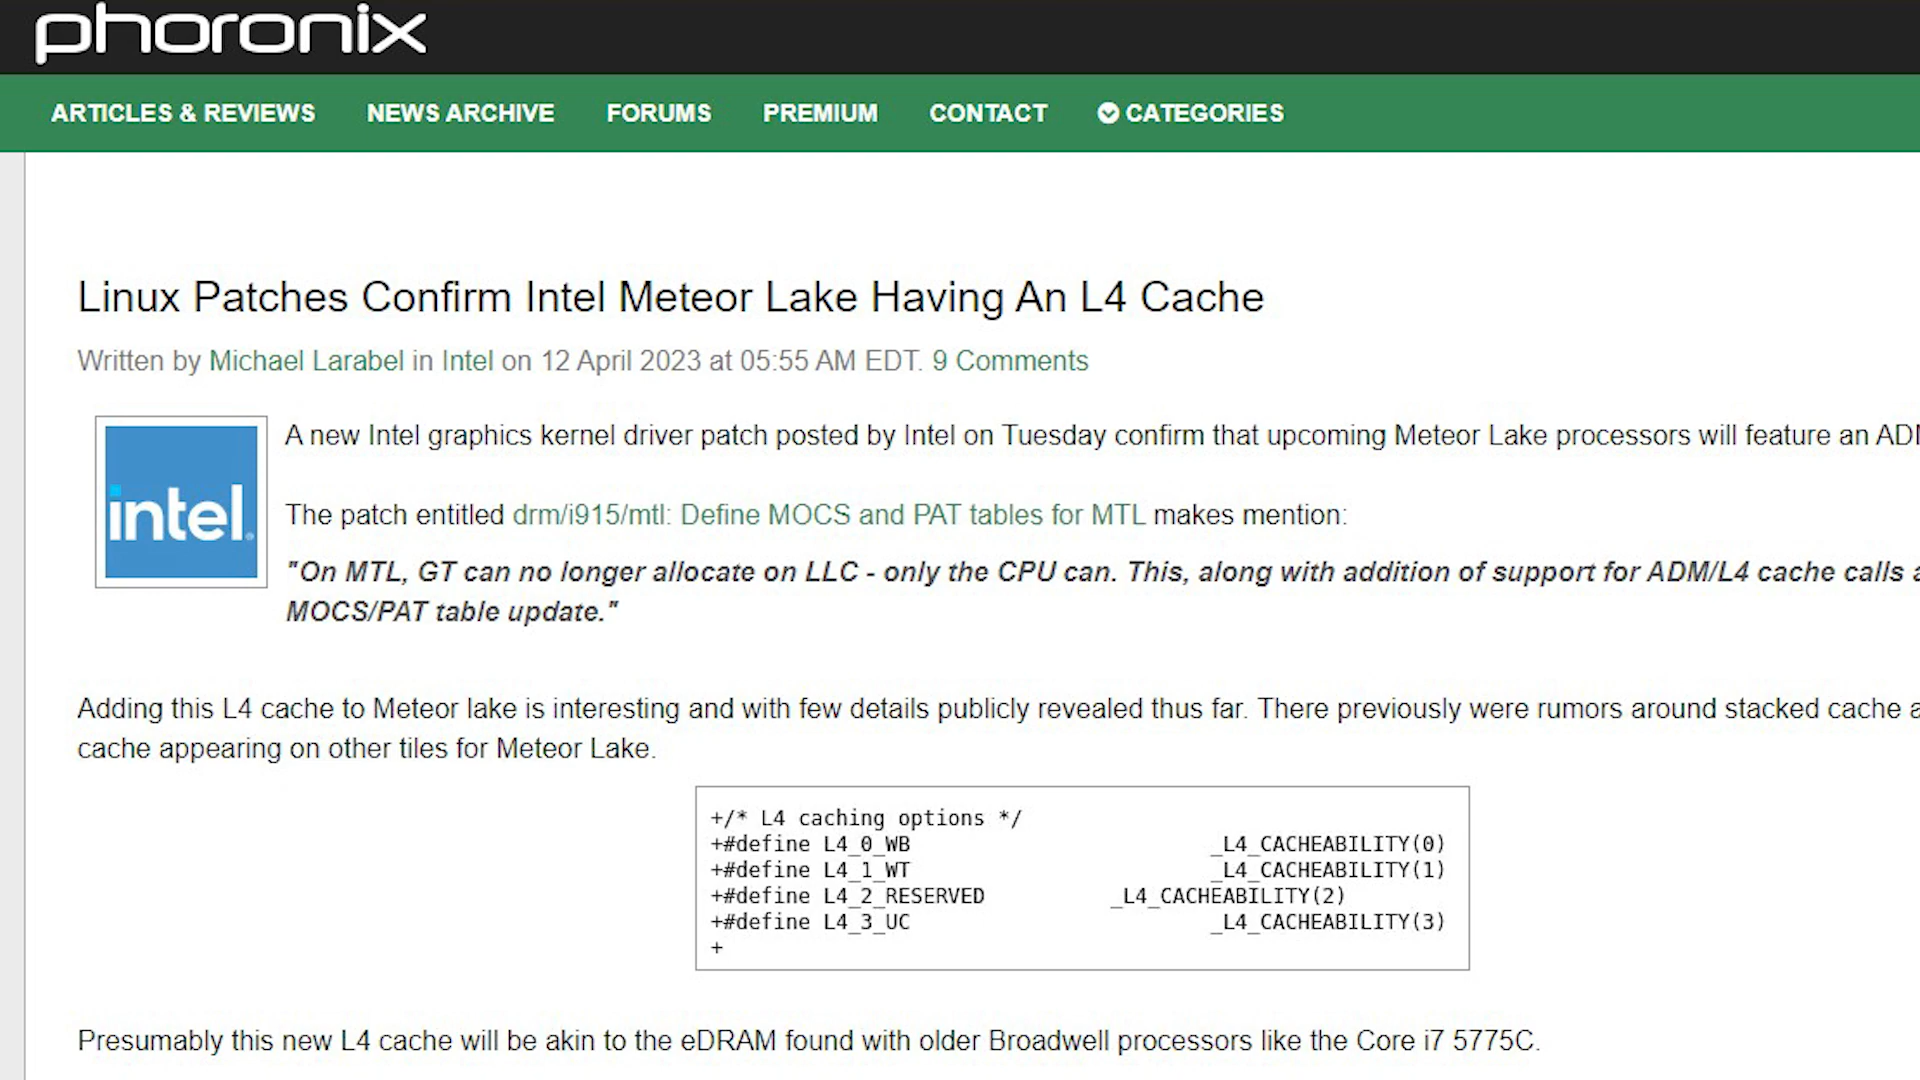 phoronix
ARTICLES & REVIEWS NEWS ARCHIVE FORUMS PREMIUM CONTACT CATEGORIES
Linux Patches Confirm Intel Meteor Lake Having An L4 Cache
Written by Michael Larabel in Intel on 12 April 2023 at 05:55 AM EDT. 9 Comments
intel.
A new Intel graphics kernel driver patch posted by Intel on Tuesday confirm that upcoming Meteor Lake processors will feature an
The patch entitled drm/i915/mtl: Define MOCS and PAT tables for MTL makes mention:
"On MTL, GT can no longer allocate on LLC - only the CPU can. This, along with addition of support for ADM/L4 cache calls
MOCS/PAT table update."
Adding this L4 cache to Meteor lake is interesting and with few details publicly revealed thus far. There previously were rumors around stacked cache
cache appearing on other tiles for Meteor Lake.
+/* L4 caching options */
+#define L4_0_WB _L4_CACHEABILITY(0)
+#define L4_1_WT _L4_CACHEABILITY(1)
+#define L4_2_RESERVED _L4_CACHEABILITY(2)
+#define L4_3_UC _L4_CACHEABILITY(3)
+
Presumably this new L4 cache will be akin to the eDRAM found with older Broadwell processors like the Core i7 5775C.